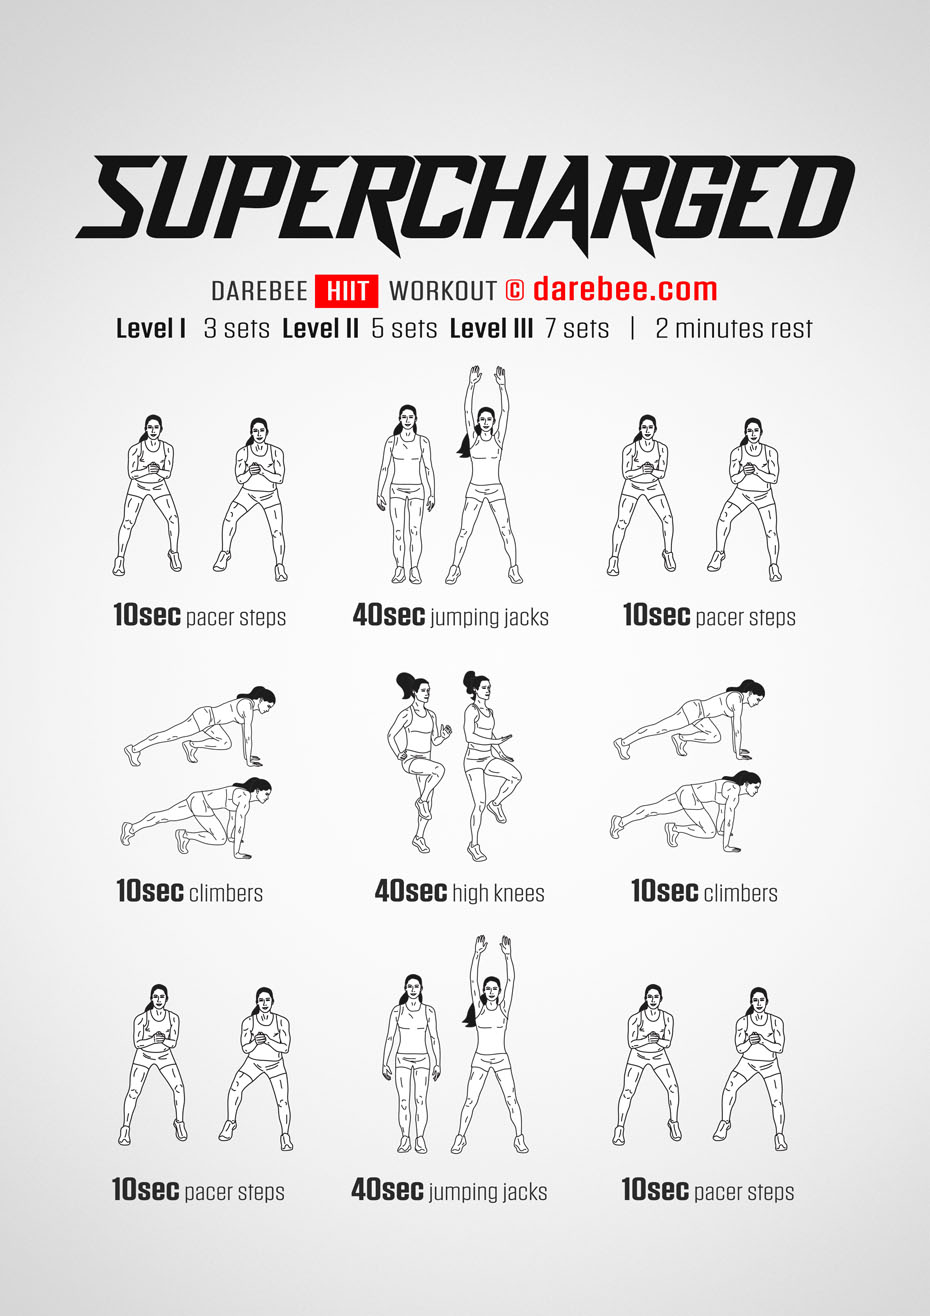 SUPERCHARGED
DAREBEE HIIT WORKOUT © darebee.com
Level I 3 sets Level II 5 sets Level III 7 sets | 2 minutes rest
10sec pacer steps 40sec jumping jacks 10sec pacer steps
10sec climbers 40sec high knees 10sec climbers
10sec pacer steps 40sec jumping jacks 10sec pacer steps